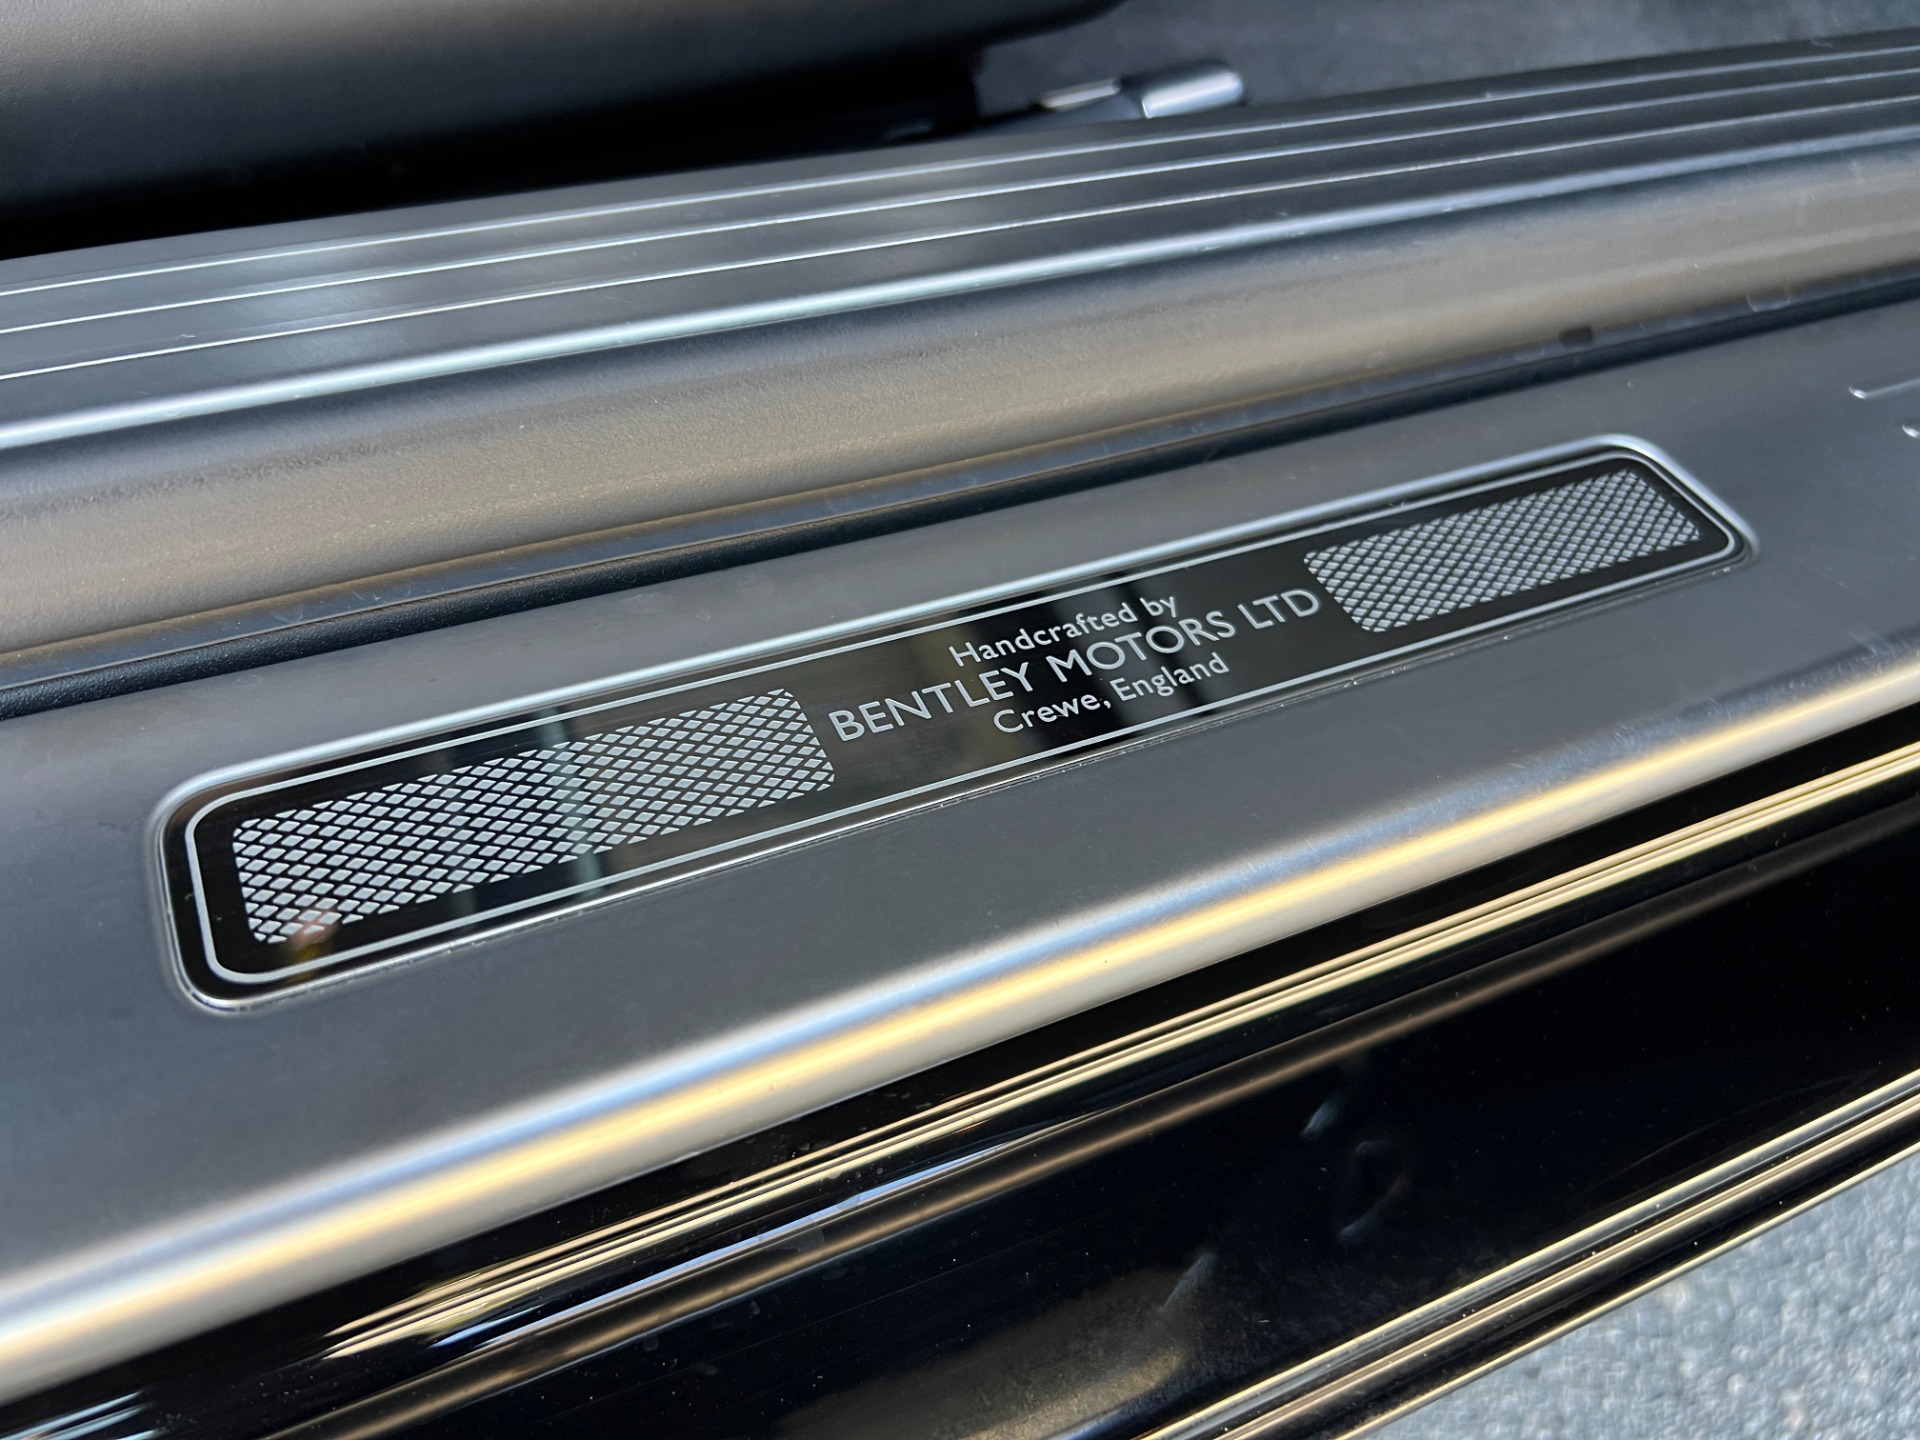 Handcrafted by
BENTLEY MOTORS LTD
Crewe, England